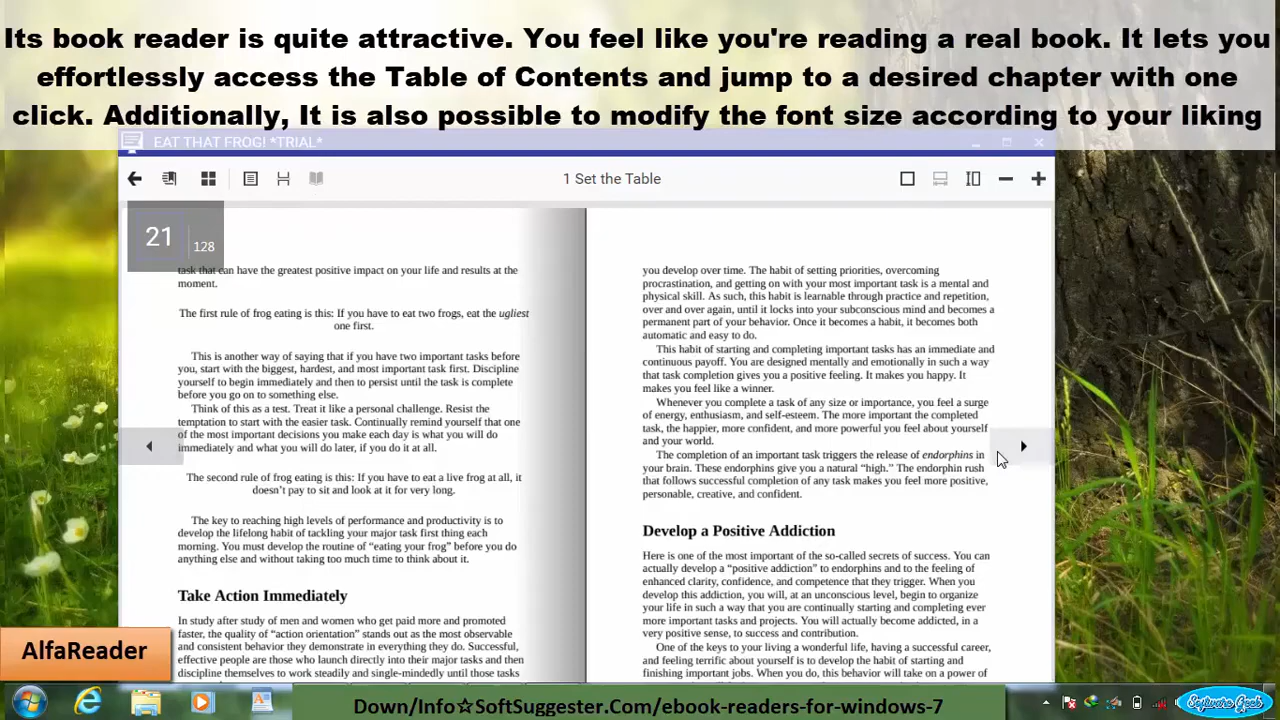 Its book reader is quite attractive. You feel like you're reading a real book. It lets you
effortlessly access the Table of Contents and jump to a desired chapter with one
click. Additionally, It is also possible to modify the font size according to your liking
EAT THAT FROG! *TRIAL*
1 Set the Table
21
128
task that can have the greatest positive impact on your life and results at the
moment.
The first rule of frog eating is this: If you have to eat two frogs, eat the ugliest
one first.
This is another way of saying that if you have two important tasks before
you, start with the biggest, hardest, and most important task first. Discipline
yourself to begin immediately and then to persist until the task is complete
before you go on to something else.
Think of this as a test. Treat it like a personal challenge. Resist the
temptation to start with the easier task. Continually remind yourself that one
of the most important decisions you make each day is what you will do
immediately and what you will do later, if you do it at all.
The second rule of frog eating is this: If you have to eat a live frog at all, it
doesn't pay to sit and look at it for very long.
The key to reaching high levels of performance and productivity is to
develop the lifelong habit of tackling your major task first thing each
morning. You must develop the routine of “eating your frog” before you do
anything else and without taking too much time to think about it.
Take Action Immediately
In study after study of men and women who get paid more and promoted
faster, the quality of “action orientation” stands out as the most observable
and consistent behavior they demonstrate in everything they do. Successful,
effective people are those who launch directly into their major tasks and then
discipline themselves to work steadily and single-mindedly until those tasks
you develop over time. The habit of setting priorities, overcoming
procrastination, and getting on with your most important task is a mental and
physical skill. As such, this habit is learnable through practice and repetition,
over and over again, until it locks into your subconscious mind and becomes a
permanent part of your behavior. Once it becomes a habit, it becomes both
automatic and easy to do.
This habit of starting and completing important tasks has an immediate and
continuous payoff. You are designed mentally and emotionally in such a way
that task completion gives you a positive feeling. It makes you happy. It
makes you feel like a winner.
Whenever you complete a task of any size or importance, you feel a surge
of energy, enthusiasm, and self-esteem. The more important the completed
task, the happier, more confident, and more powerful you feel about yourself
and your world.
The completion of an important task triggers the release of endorphins in
your brain. These endorphins give you a natural “high.” The endorphin rush
that follows successful completion of any task makes you feel more positive,
personable, creative, and confident.
Develop a Positive Addiction
Here is one of the most important of the so-called secrets of success. You can
actually develop a “positive addiction” to endorphins and to the feeling of
enhanced clarity, confidence, and competence that they trigger. When you
develop this addiction, you will, at an unconscious level, begin to organize
your life in such a way that you are continually starting and completing ever
more important tasks and projects. You will actually become addicted, in a
very positive sense, to success and contribution.
One of the keys to your living a wonderful life, having a successful career,
and feeling terrific about yourself is to develop the habit of starting and
finishing important jobs. When you do, this behavior will take on a power of
AlfaReader
Down/Info☆SoftSuggester.Com/ebook-readers-for-windows-7
Software Geek